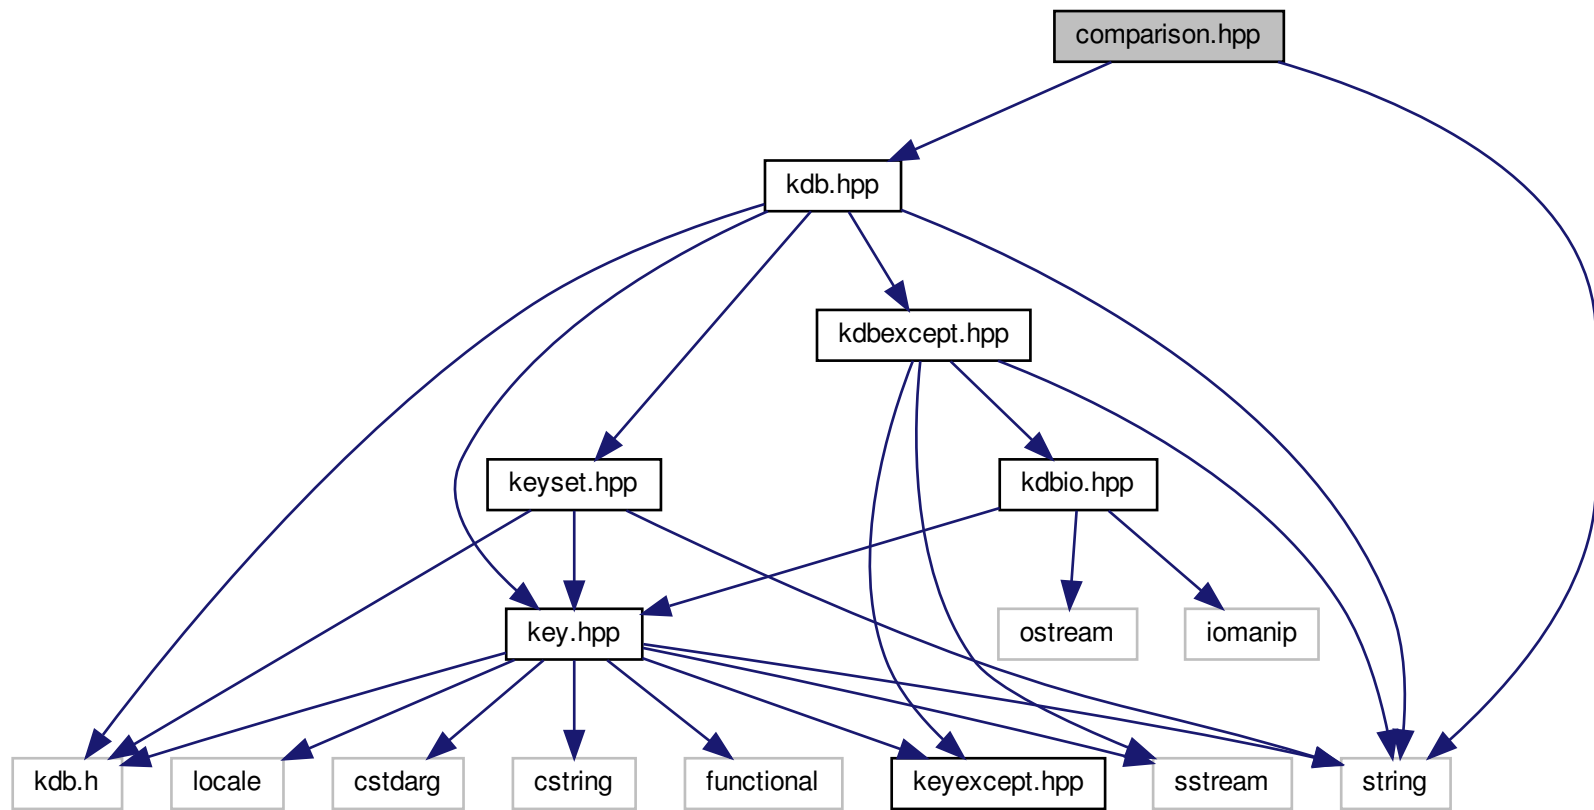 comparison.hpp
kdb.hpp
kdbexcept.hpp
keyset.hpp
kdbio.hpp
key.hpp
ostream
iomanip
kdb.h
locale
cstdarg
cstring
functional
keyexcept.hpp
sstream
string